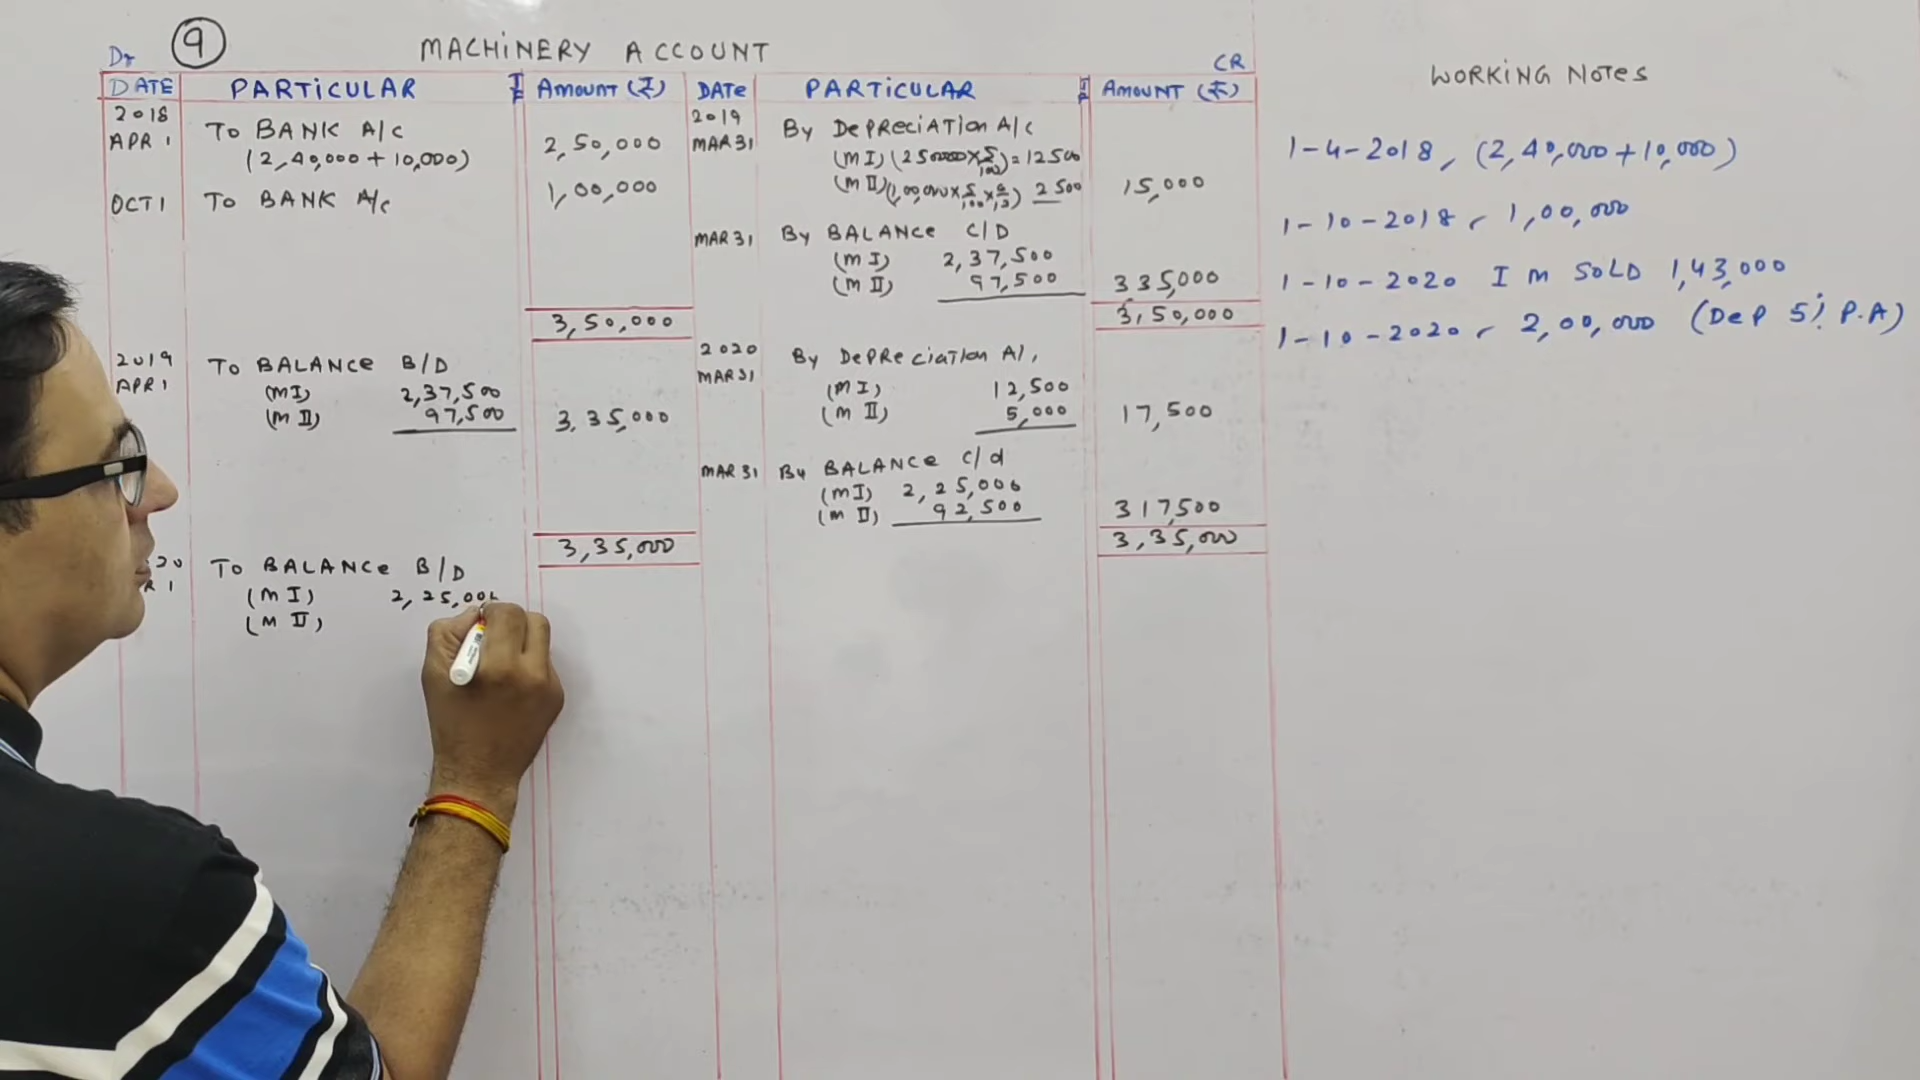 9 MACHINERY ACCOUNT
Dr CR
DATE PARTICULAR Amount (₹) DATE PARTICULAR AMOUNT (₹)
2018
APR 1 To BANK A/c 2,50,000
(2,40,000 + 10,000)
OCT 1 To BANK A/c 1,00,000
3,50,000
2019
APR 1 To BALANCE B/D
(M I) 2,37,500
(M II) 97,500 3,35,000
3,35,000
20 To BALANCE B/D
R 1 (M I) 2,25,000
(M II)
2019
MAR 31 By DePReciATion A/c
(M I) (250000 × 5/100) = 12500
(M II) (1,00,000 × 5/100 × 6/12) 2500 15,000
MAR 31 By BALANCe C/D
(M I) 2,37,500
(M II) 97,500 335,000
3,50,000
2020
MAR 31 By DePReciation A/,
(M I) 12,500
(M II) 5,000 17,500
MAR 31 By BALANCe c/d
(M I) 2,25,000
(M II) 92,500 317,500
3,35,000
WORKING NoTeS
1-4-2018, (2,40,000 + 10,000)
1-10-2018, 1,00,000
1-10-2020 I M SOLD 1,43,000
1-10-2020, 2,00,000 (DeP 5% P.A)